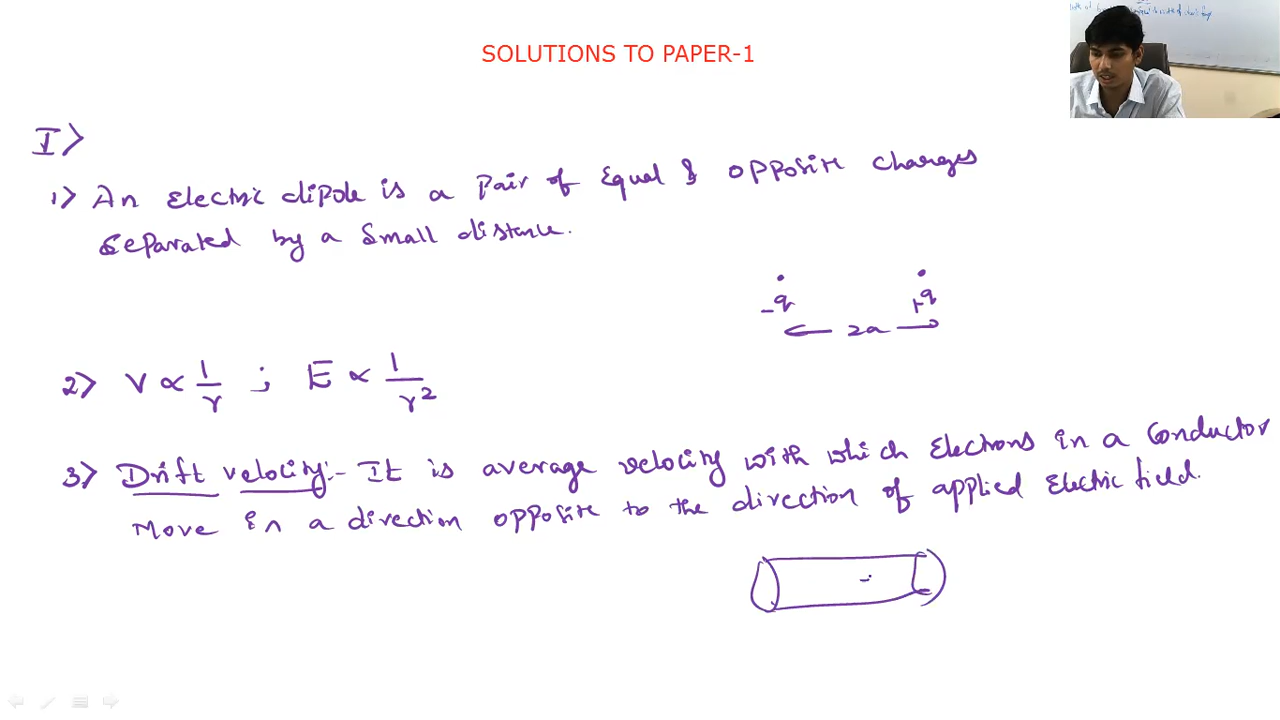 SOLUTIONS TO PAPER-1
I>
1) An Electric dipole is a Pair of Equal & opposite charges
separated by a small distance.
-q +q
2a
2) V ∝ 1/r ; E ∝ 1/r²
3) Drift velocity:- It is average velocity with which Electrons in a Conductor
Move in a direction opposite to the direction of applied Electric field.
-